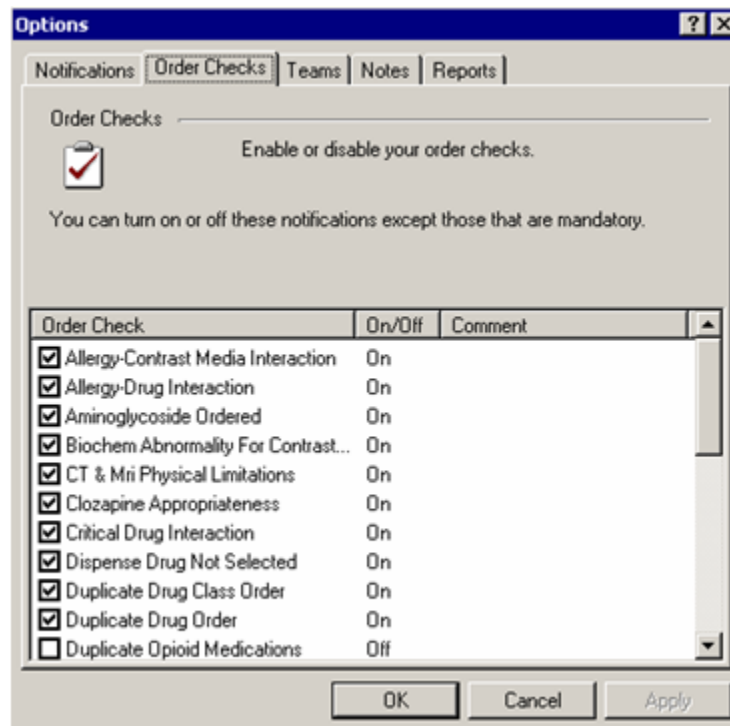 Options
Notifications Order Checks Teams Notes Reports
Order Checks
Enable or disable your order checks.
You can turn on or off these notifications except those that are mandatory.
Order Check On/Off Comment
Allergy-Contrast Media Interaction On
Allergy-Drug Interaction On
Aminoglycoside Ordered On
Biochem Abnormality For Contrast... On
CT & Mri Physical Limitations On
Clozapine Appropriateness On
Critical Drug Interaction On
Dispense Drug Not Selected On
Duplicate Drug Class Order On
Duplicate Drug Order On
Duplicate Opioid Medications Off
OK Cancel Apply